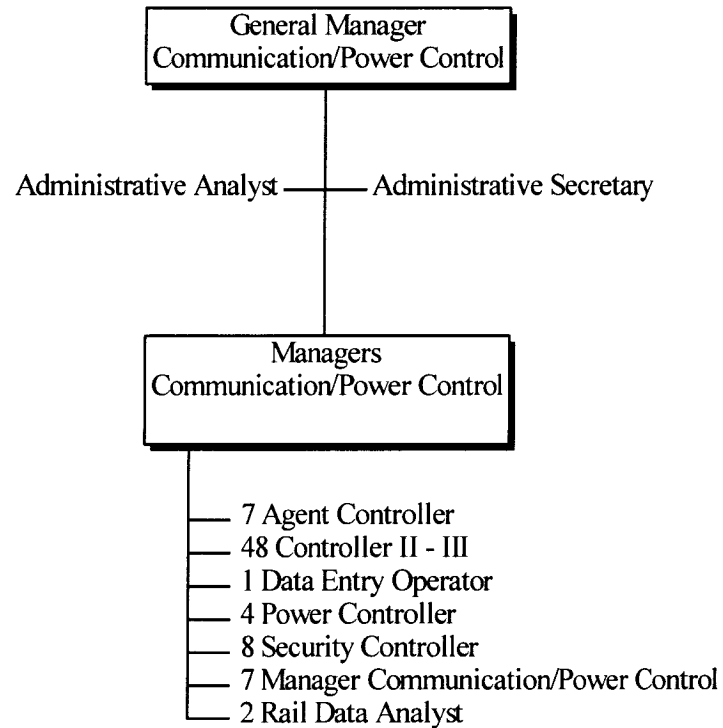 General Manager
Communication/Power Control
Administrative Analyst
Administrative Secretary
Managers
Communication/Power Control
7 Agent Controller
48 Controller II - III
1 Data Entry Operator
4 Power Controller
8 Security Controller
7 Manager Communication/Power Control
2 Rail Data Analyst